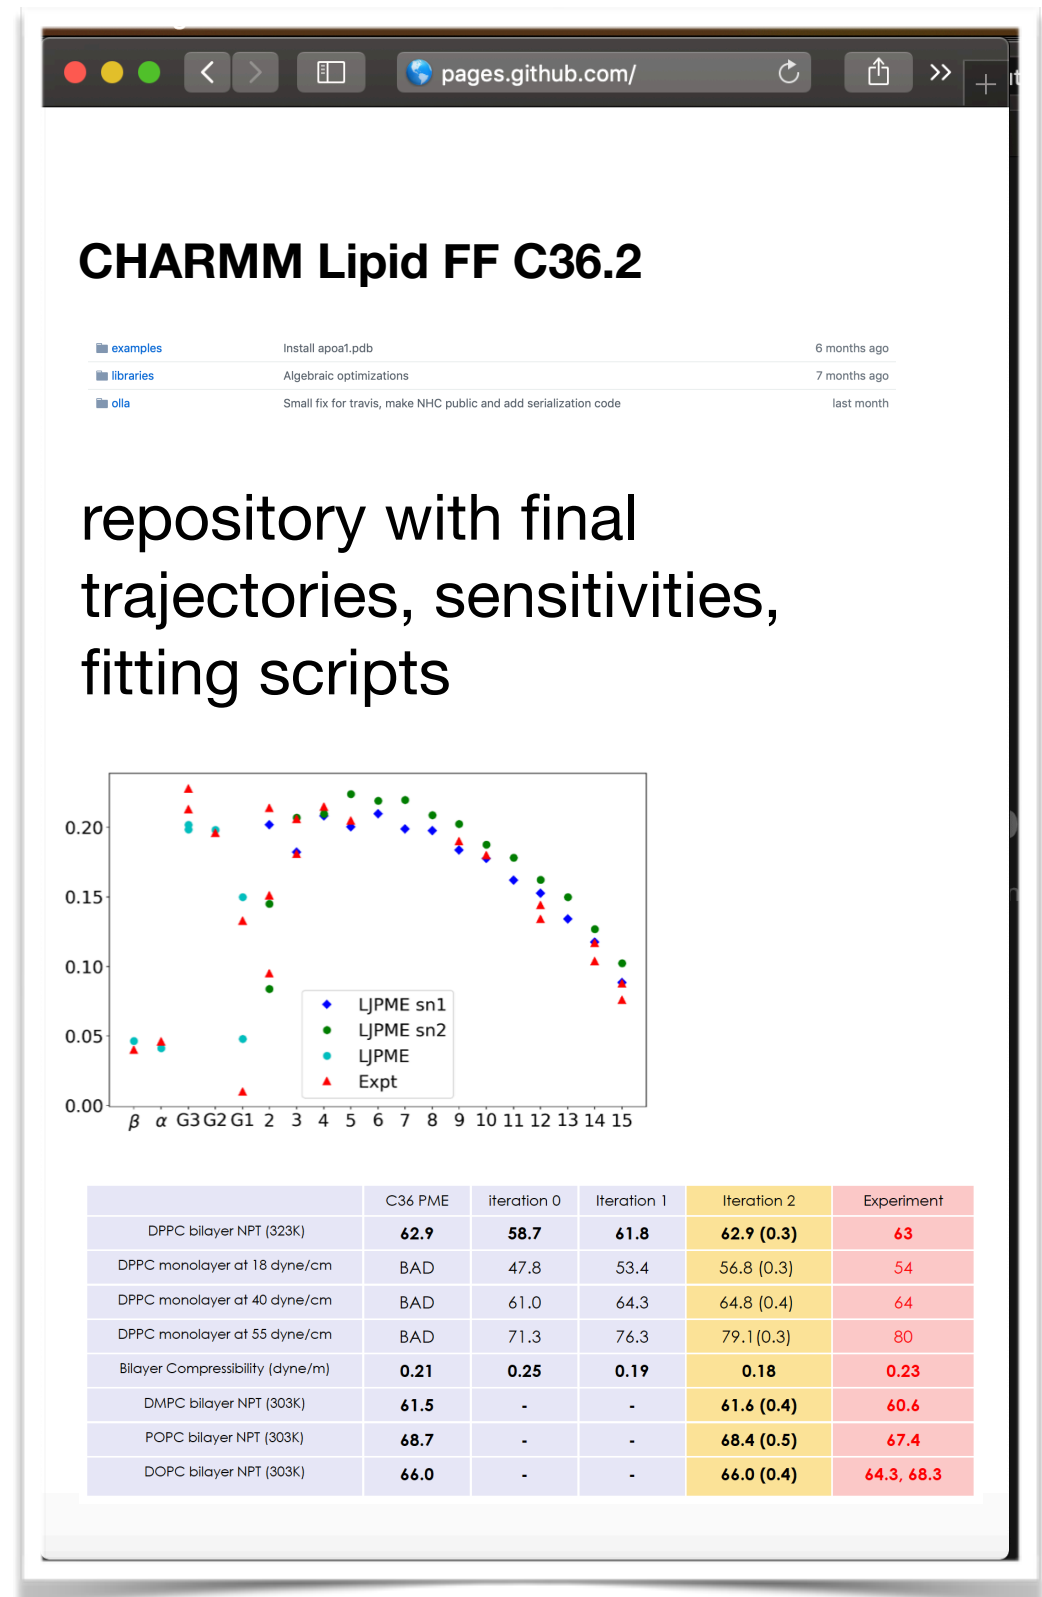 pages.github.com/
CHARMM Lipid FF C36.2
examples Install apoa1.pdb 6 months ago
libraries Algebraic optimizations 7 months ago
olla Small fix for travis, make NHC public and add serialization code last month
repository with final
trajectories, sensitivities,
fitting scripts
0.20
0.15
0.10
0.05
0.00
LJPME sn1
LJPME sn2
LJPME
Expt
β α G3 G2 G1 2 3 4 5 6 7 8 9 10 11 12 13 14 15
C36 PME iteration 0 Iteration 1 Iteration 2 Experiment
DPPC bilayer NPT (323K) 62.9 58.7 61.8 62.9 (0.3) 63
DPPC monolayer at 18 dyne/cm BAD 47.8 53.4 56.8 (0.3) 54
DPPC monolayer at 40 dyne/cm BAD 61.0 64.3 64.8 (0.4) 64
DPPC monolayer at 55 dyne/cm BAD 71.3 76.3 79.1(0.3) 80
Bilayer Compressibility (dyne/m) 0.21 0.25 0.19 0.18 0.23
DMPC bilayer NPT (303K) 61.5 - - 61.6 (0.4) 60.6
POPC bilayer NPT (303K) 68.7 - - 68.4 (0.5) 67.4
DOPC bilayer NPT (303K) 66.0 - - 66.0 (0.4) 64.3, 68.3